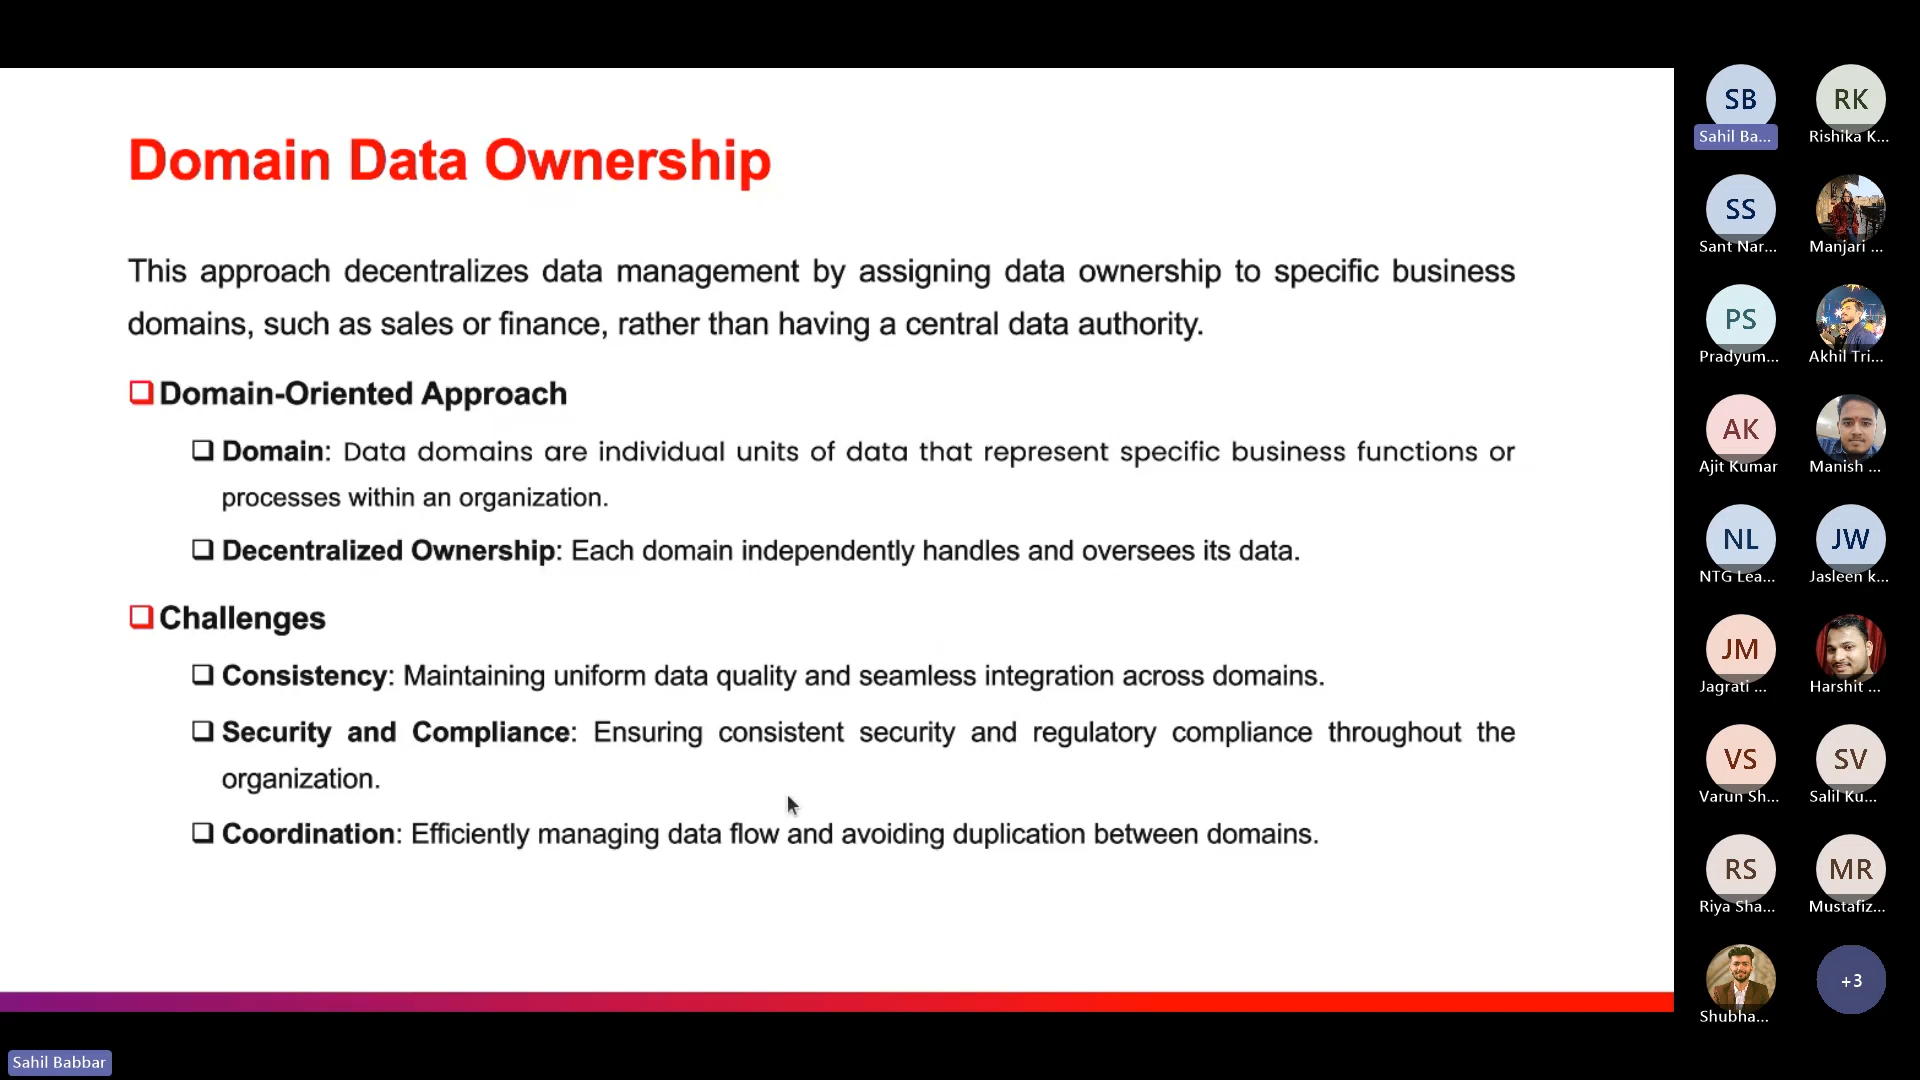 Domain Data Ownership
This approach decentralizes data management by assigning data ownership to specific business
domains, such as sales or finance, rather than having a central data authority.
Domain-Oriented Approach
Domain: Data domains are individual units of data that represent specific business functions or
processes within an organization.
Decentralized Ownership: Each domain independently handles and oversees its data.
Challenges
Consistency: Maintaining uniform data quality and seamless integration across domains.
Security and Compliance: Ensuring consistent security and regulatory compliance throughout the
organization.
Coordination: Efficiently managing data flow and avoiding duplication between domains.
SB
Sahil Ba...
RK
Rishika K...
SS
Sant Nar...
Manjari ...
PS
Pradyum...
Akhil Tri...
AK
Ajit Kumar
Manish ...
NL
NTG Lea...
JW
Jasleen k...
JM
Jagrati ...
Harshit ...
VS
Varun Sh...
SV
Salil Ku...
RS
Riya Sha...
MR
Mustafiz...
Shubha...
+3
Sahil Babbar